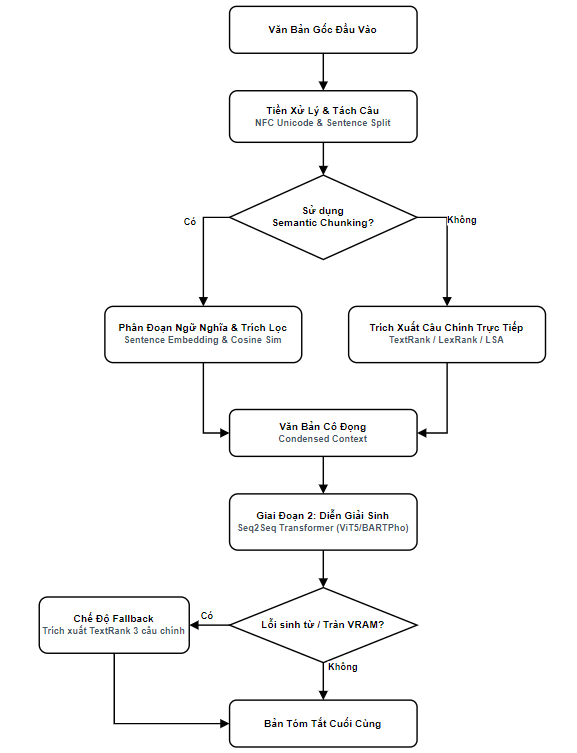 Văn Bản Gốc Đầu Vào
Tiền Xử Lý & Tách Câu
NFC Unicode & Sentence Split
Sử dụng
Semantic Chunking?
Có
Không
Phân Đoạn Ngữ Nghĩa & Trích Lọc
Sentence Embedding & Cosine Sim
Trích Xuất Câu Chính Trực Tiếp
TextRank / LexRank / LSA
Văn Bản Cô Đọng
Condensed Context
Giai Đoạn 2: Diễn Giải Sinh
Seq2Seq Transformer (ViT5/BARTPho)
Lỗi sinh từ / Tràn VRAM?
Có
Chế Độ Fallback
Trích xuất TextRank 3 câu chính
Không
Bản Tóm Tắt Cuối Cùng